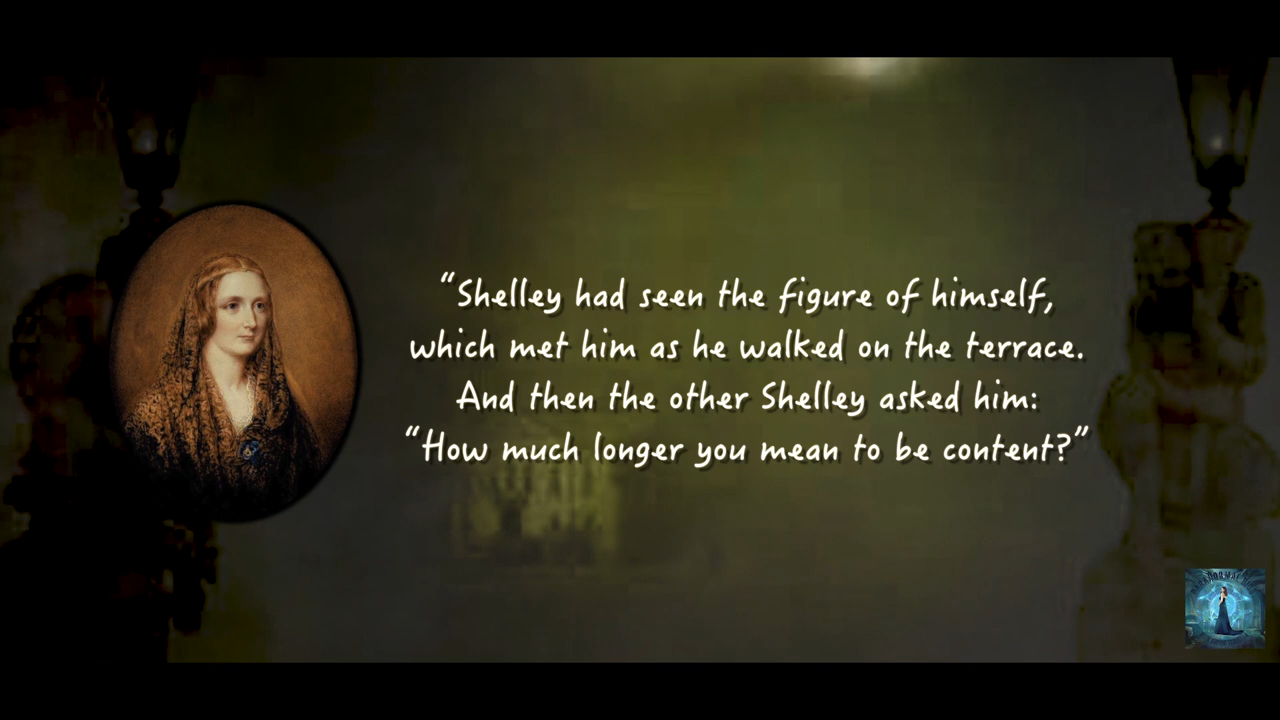 “Shelley had seen the figure of himself,
which met him as he walked on the terrace.
And then the other Shelley asked him:
“How much longer you mean to be content?”